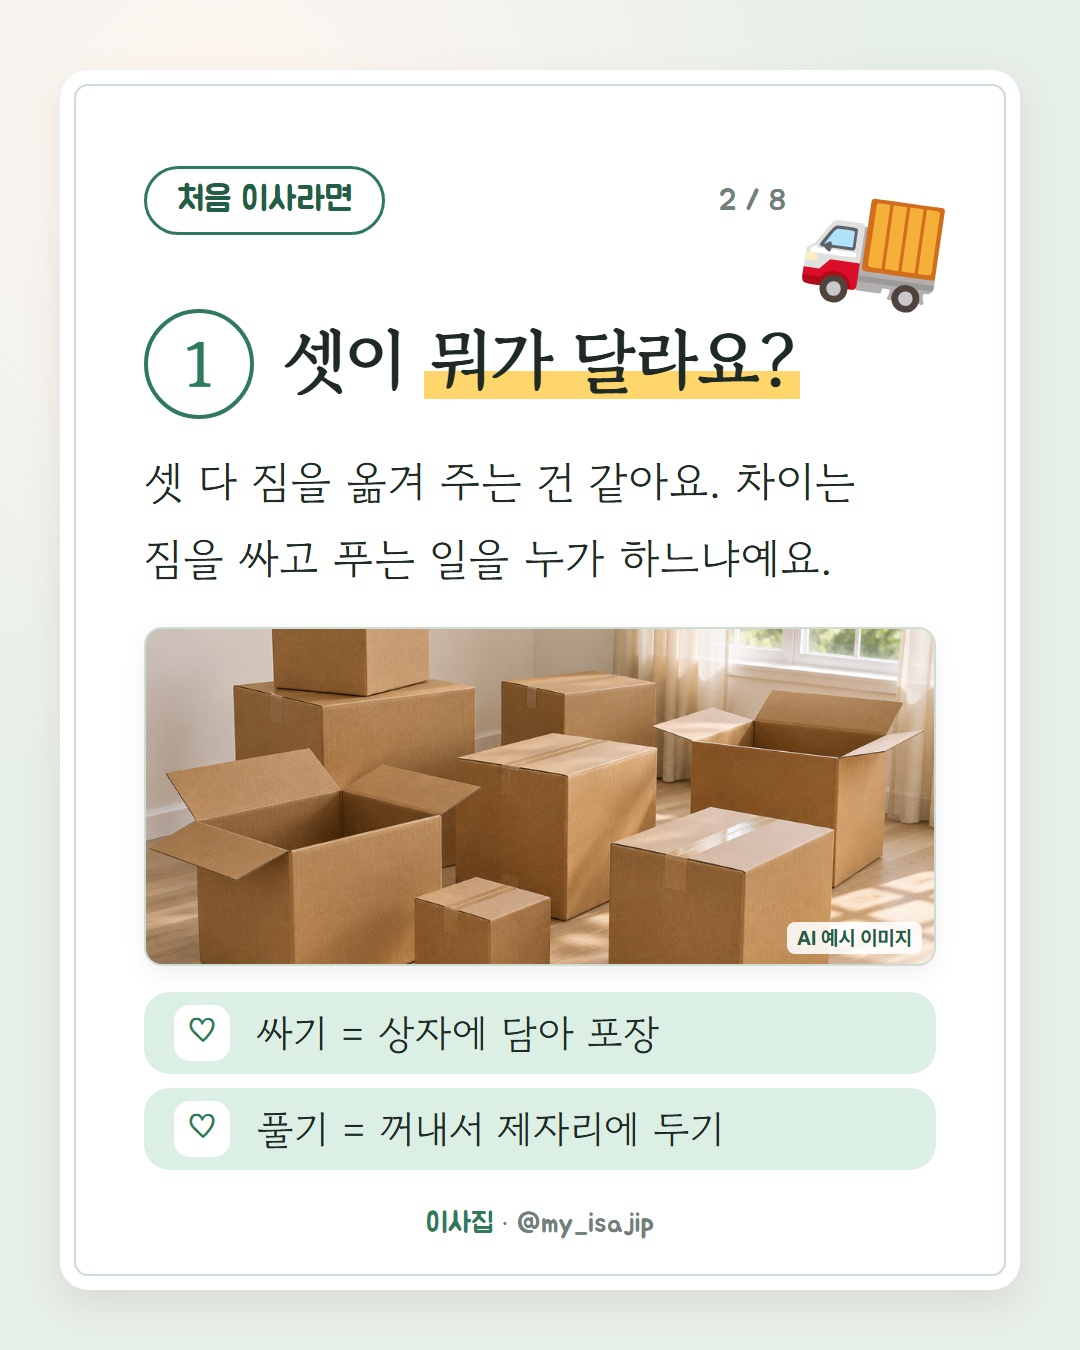 처음 이사라면
2 / 8
1 셋이 뭐가 달라요?
셋 다 짐을 옮겨 주는 건 같아요. 차이는
짐을 싸고 푸는 일을 누가 하느냐예요.
AI 예시 이미지
♡ 싸기 = 상자에 담아 포장
♡ 풀기 = 꺼내서 제자리에 두기
이사집 · @my_isajip